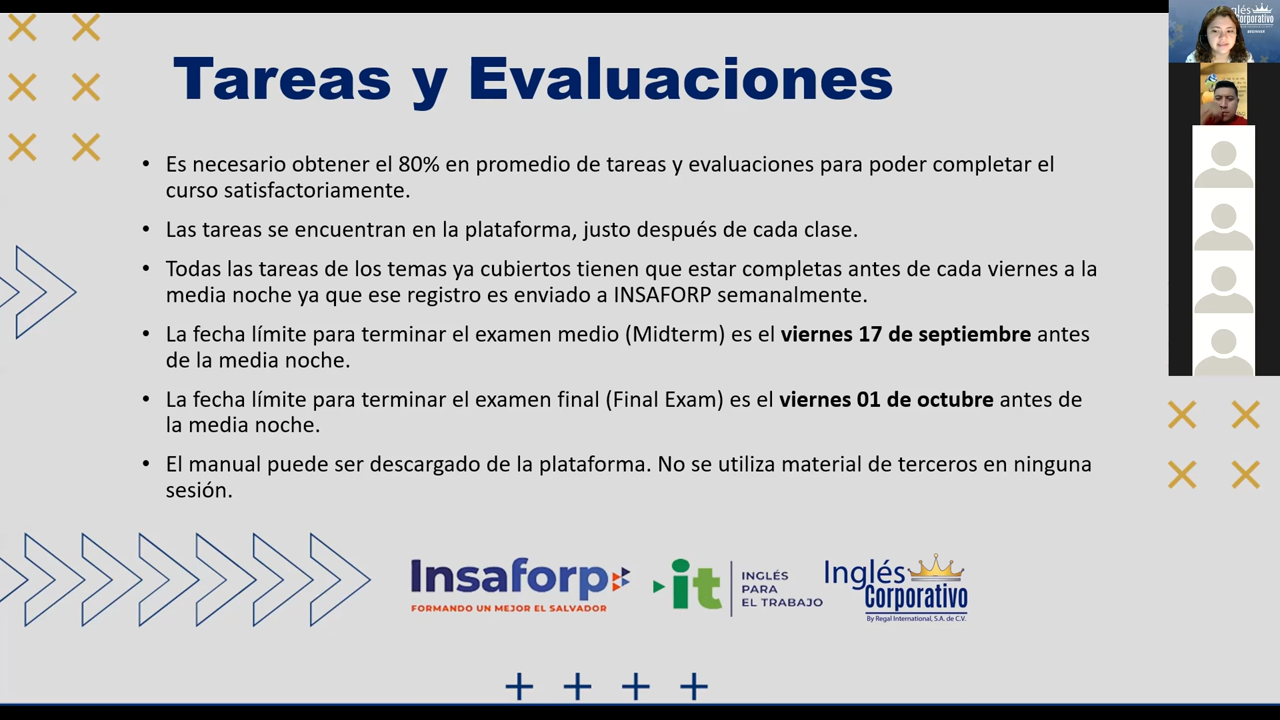 Tareas y Evaluaciones
• Es necesario obtener el 80% en promedio de tareas y evaluaciones para poder completar el
curso satisfactoriamente.
• Las tareas se encuentran en la plataforma, justo después de cada clase.
• Todas las tareas de los temas ya cubiertos tienen que estar completas antes de cada viernes a la
media noche ya que ese registro es enviado a INSAFORP semanalmente.
• La fecha límite para terminar el examen medio (Midterm) es el viernes 17 de septiembre antes
de la media noche.
• La fecha límite para terminar el examen final (Final Exam) es el viernes 01 de octubre antes de
la media noche.
• El manual puede ser descargado de la plataforma. No se utiliza material de terceros en ninguna
sesión.
Insaforp
FORMANDO UN MEJOR EL SALVADOR
it
INGLÉS
PARA
EL TRABAJO
Inglés
Corporativo
By Regal International, S.A. de C.V.